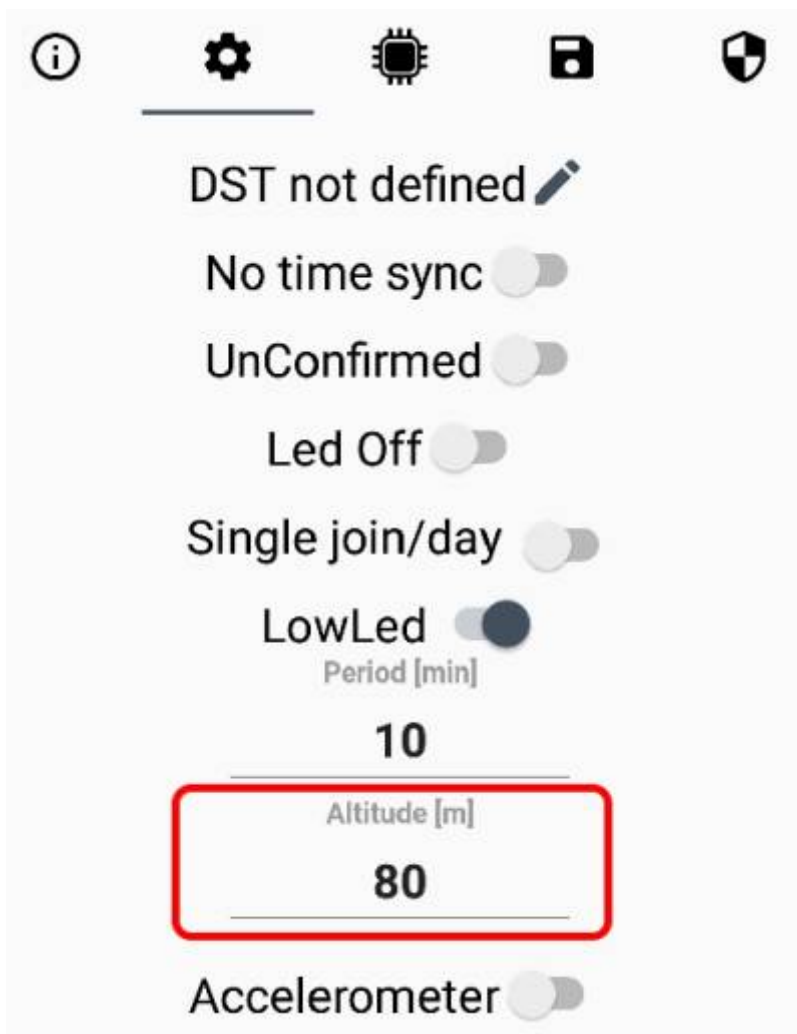 DST not defined
No time sync
UnConfirmed
Led Off
Single join/day
LowLed
Period [min]
10
Altitude [m]
80
Accelerometer